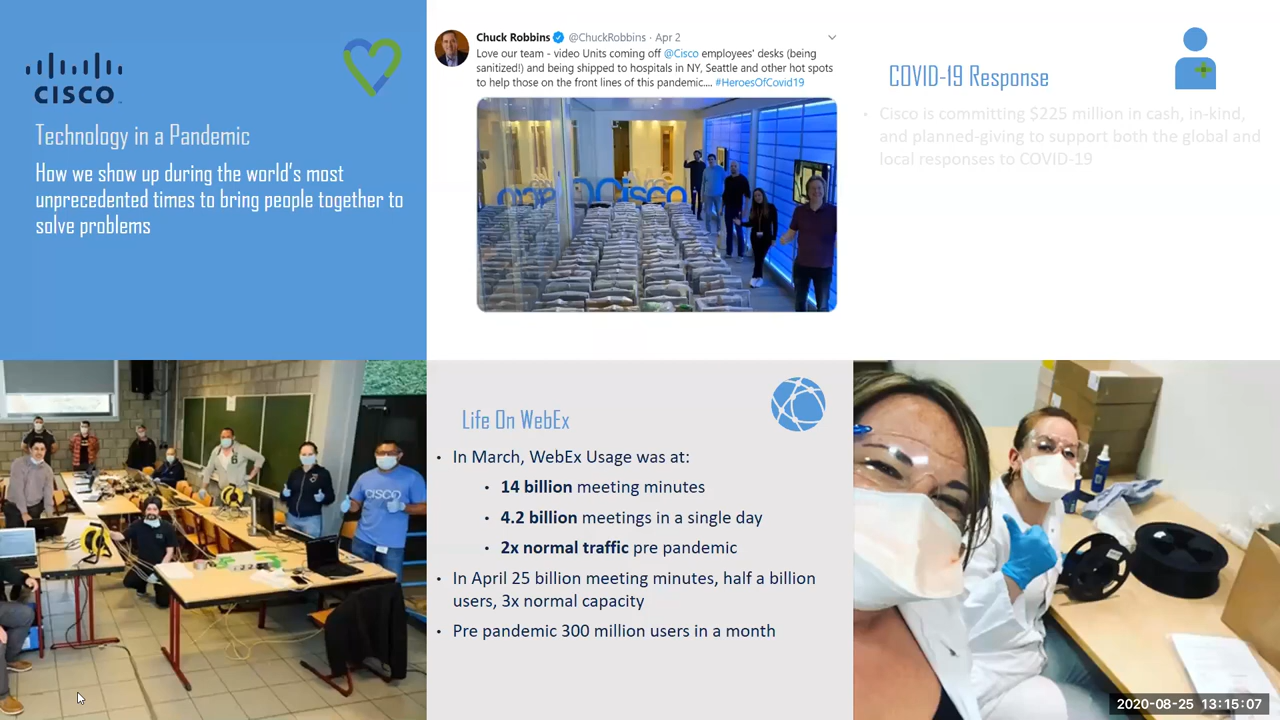 CISCO
Technology in a Pandemic
How we show up during the world's most
unprecedented times to bring people together to
solve problems
Chuck Robbins @ChuckRobbins · Apr 2
Love our team - video Units coming off @Cisco employees' desks (being
sanitized!) and being shipped to hospitals in NY, Seattle and other hot spots
to help those on the front lines of this pandemic.... #HeroesOfCovid19
Cisco
COVID-19 Response
• Cisco is committing $225 million in cash, in-kind,
and planned-giving to support both the global and
local responses to COVID-19
CISCO
Life On WebEx
• In March, WebEx Usage was at:
• 14 billion meeting minutes
• 4.2 billion meetings in a single day
• 2x normal traffic pre pandemic
• In April 25 billion meeting minutes, half a billion
users, 3x normal capacity
• Pre pandemic 300 million users in a month
2020-08-25 13:15:07